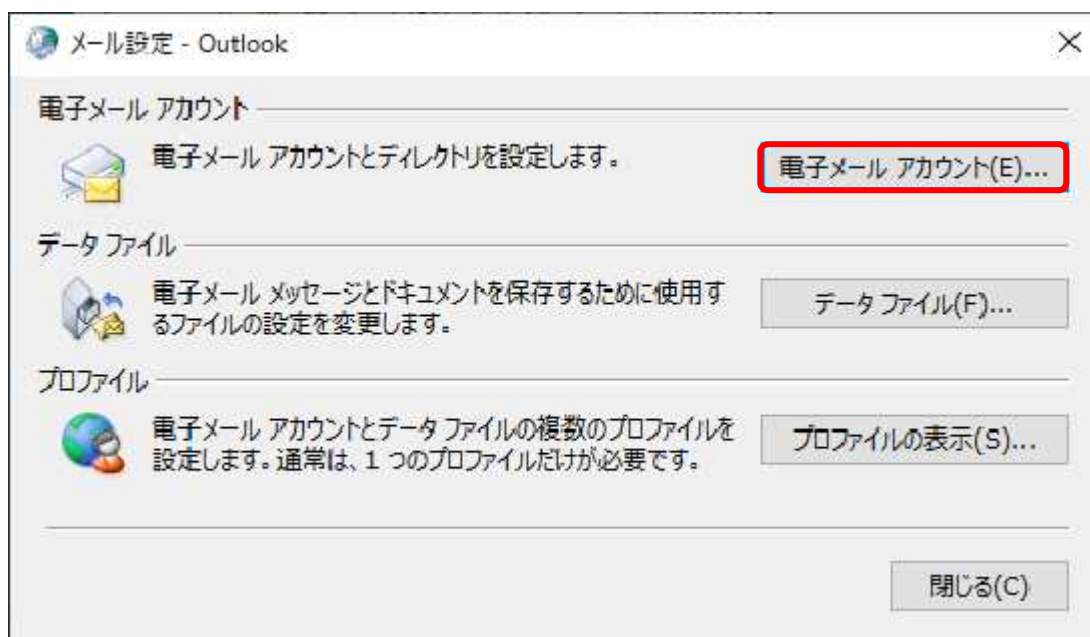 メール設定 - Outlook
電子メール アカウント
電子メール アカウントとディレクトリを設定します。
電子メール アカウント(E)...
データ ファイル
電子メール メッセージとドキュメントを保存するために使用す
るファイルの設定を変更します。
データ ファイル(F)...
プロファイル
電子メール アカウントとデータ ファイルの複数のプロファイルを
設定します。通常は、1 つのプロファイルだけが必要です。
プロファイルの表示(S)...
閉じる(C)